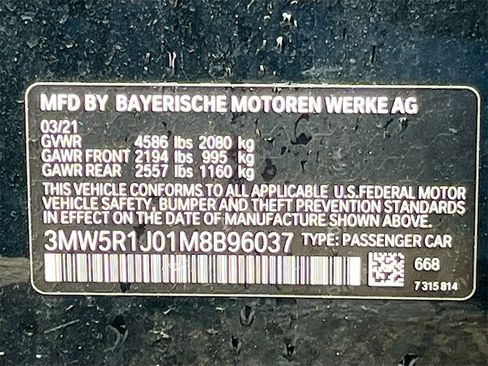 MFD BY BAYERISCHE MOTOREN WERKE AG
03/21
GVWR 4586 lbs 2080 kg
GAWR FRONT 2194 lbs 995 kg
GAWR REAR 2557 lbs 1160 kg
THIS VEHICLE CONFORMS TO ALL APPLICABLE U.S.FEDERAL MOTOR
VEHICLE SAFETY, BUMPER AND THEFT PREVENTION STANDARDS
IN EFFECT ON THE DATE OF MANUFACTURE SHOWN ABOVE.
3MW5R1J01M8B96037 TYPE: PASSENGER CAR
668
7 315 814